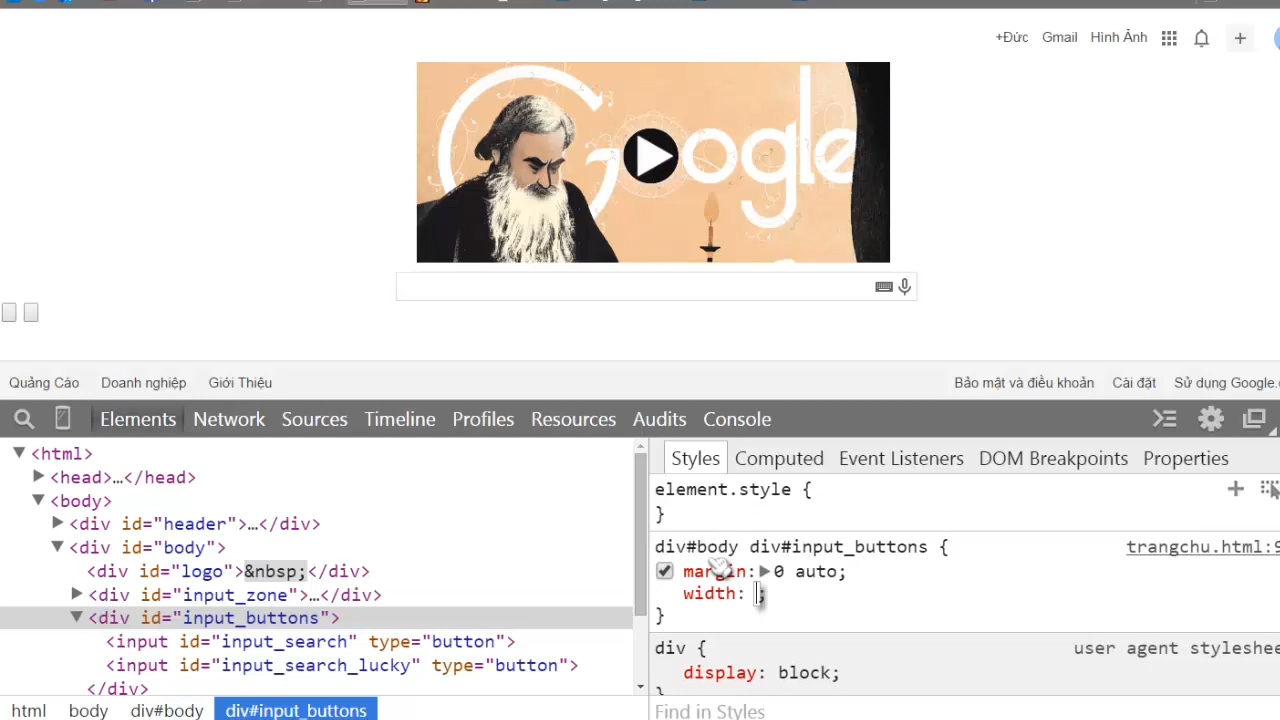 +Đức Gmail Hình Ảnh
Google
Quảng Cáo Doanh nghiệp Giới Thiệu Bảo mật và điều khoản Cài đặt Sử dụng Google.
Elements Network Sources Timeline Profiles Resources Audits Console
<html>
<head>…</head>
<body>
<div id="header">…</div>
<div id="body">
<div id="logo">&nbsp;</div>
<div id="input_zone">…</div>
<div id="input_buttons">
<input id="input_search" type="button">
<input id="input_search_lucky" type="button">
</div>
html body div#body div#input_buttons
Styles Computed Event Listeners DOM Breakpoints Properties
element.style {
}
div#body div#input_buttons { trangchu.html:9
margin: 0 auto;
width: ;
}
div { user agent styleshee
display: block;
}
Find in Styles